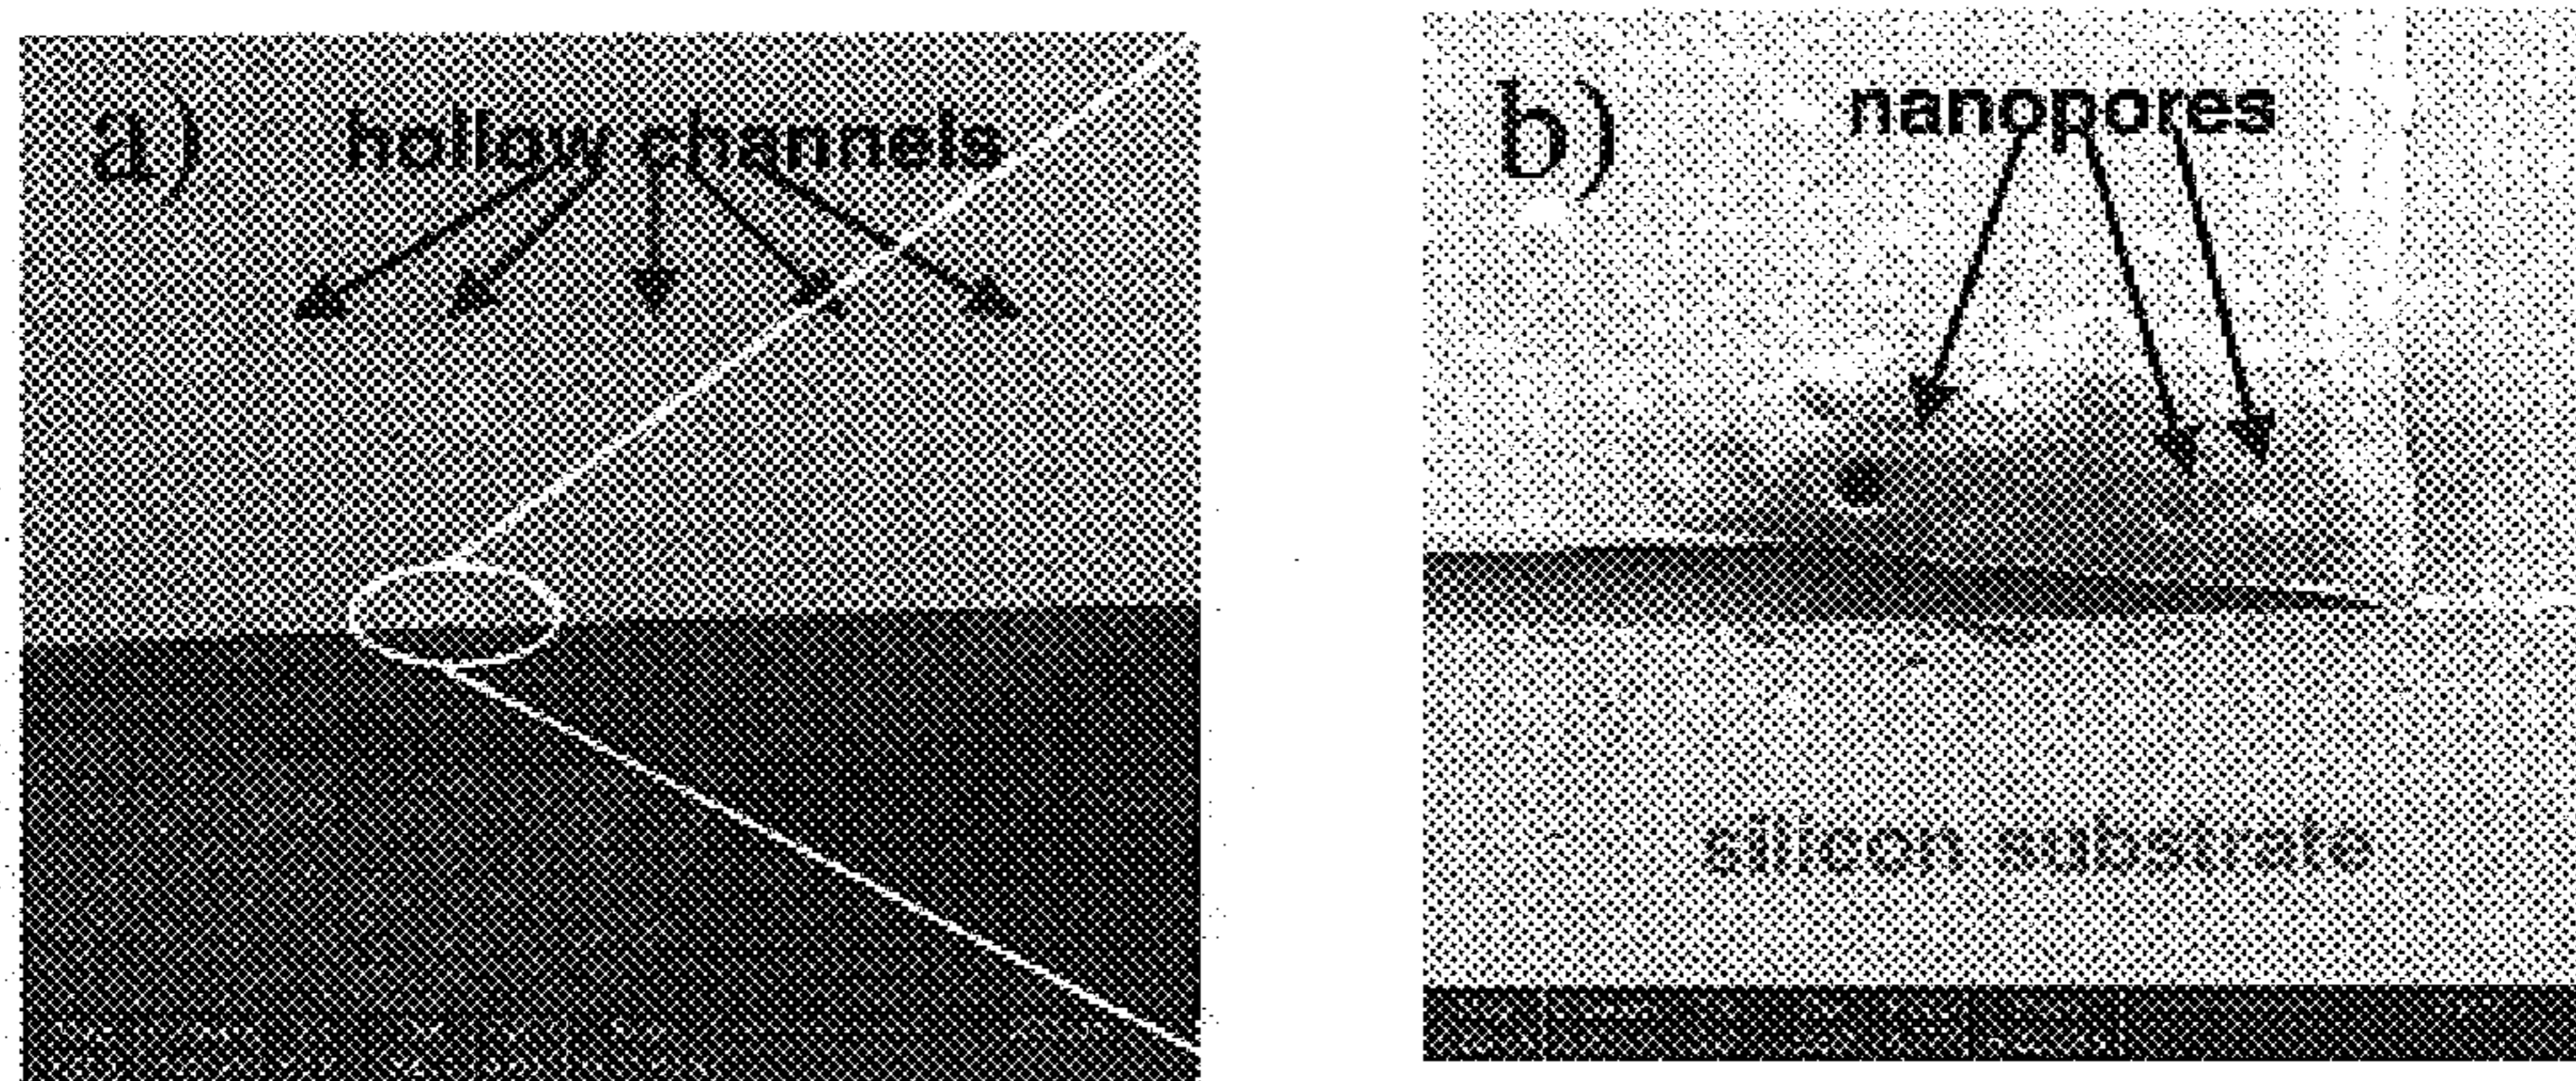 a)
hollow channels
b)
nanopores
silicon substrate